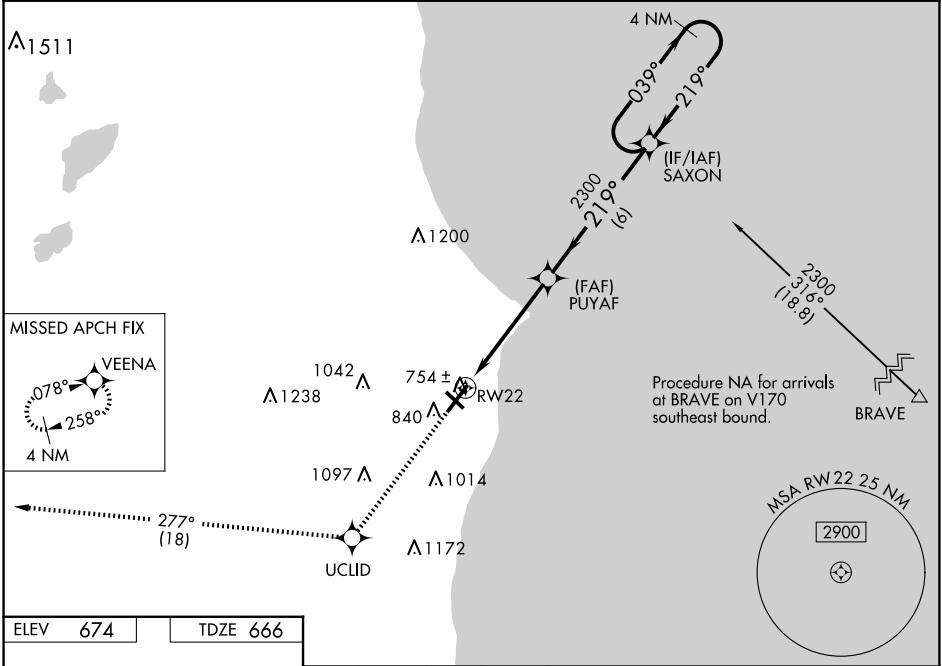 1511
4 NM
039°
219°
(IF/IAF)
SAXON
2300
219°
(6)
1200
(FAF)
PUYAF
2300
316°
(18.8)
MISSED APCH FIX
VEENA
078°
258°
4 NM
1042
754 ±
RW22
1238
840
Procedure NA for arrivals
at BRAVE on V170
southeast bound.
BRAVE
1097
1014
MSA RW 22 25 NM
2900
277°
(18)
UCLID
1172
ELEV 674
TDZE 666